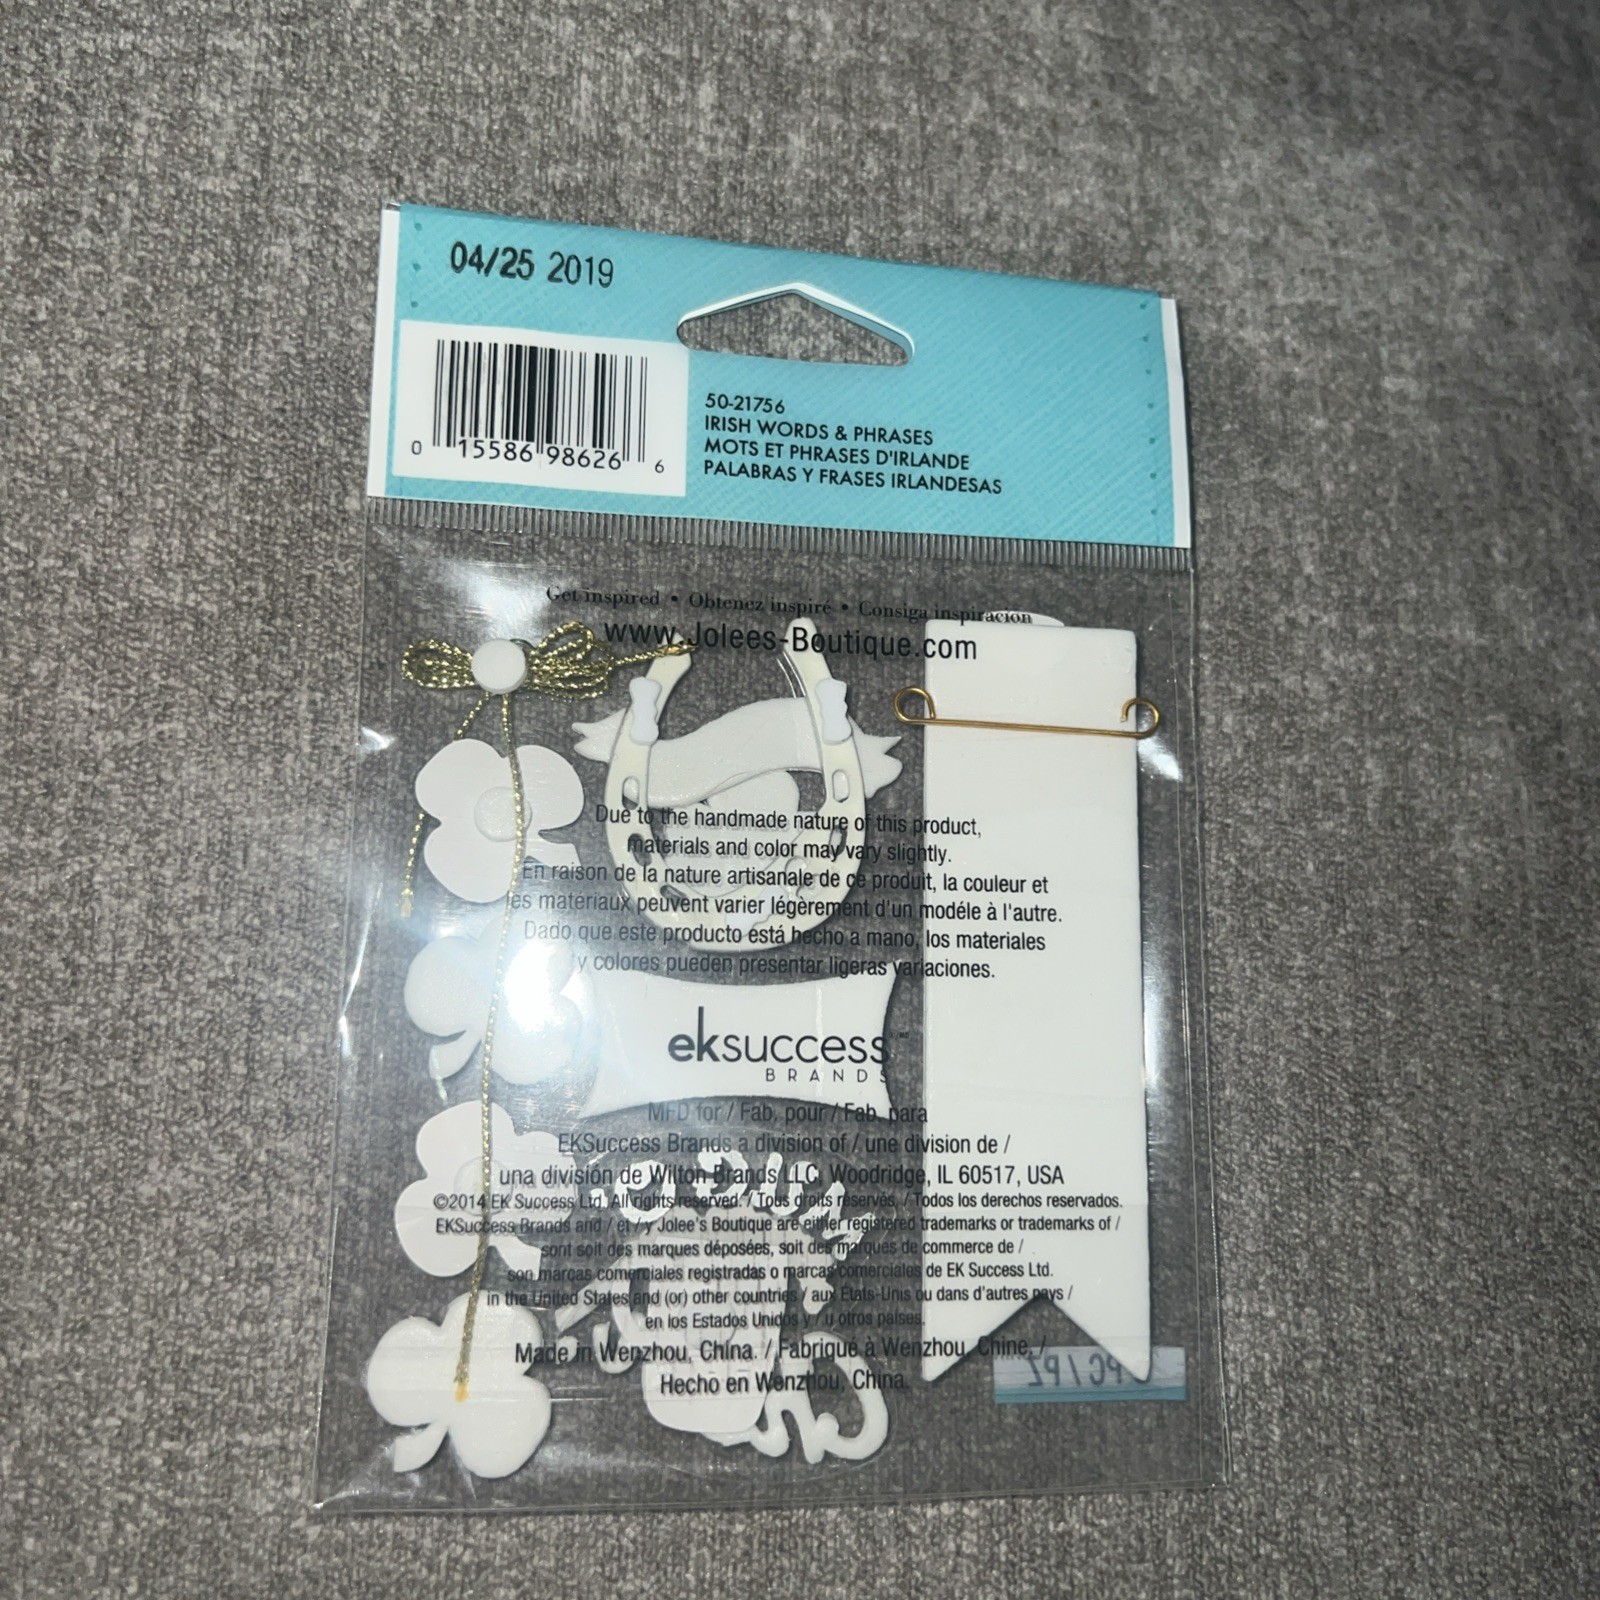 04/25 2019
0 15586 98626 6
50-21756
IRISH WORDS & PHRASES
MOTS ET PHRASES D'IRLANDE
PALABRAS Y FRASES IRLANDESAS
Get inspired • Obtenez inspiré • Consiga inspiración
www.Jolees-Boutique.com
Due to the handmade nature of this product,
materials and color may vary slightly.
En raison de la nature artisanale de ce produit, la couleur et
les matériaux peuvent varier légèrement d'un modéle à l'autre.
Dado que este producto está hecho a mano, los materiales
y colores pueden presentar ligeras variaciones.
eksuccess
BRANDS
MFD for / Fab. pour / Fab. para
EKSuccess Brands a division of / une division de /
una división de Wilton Brands LLC, Woodridge, IL 60517, USA
©2014 EK Success Ltd. All rights reserved. / Tous droits réservés. / Todos los derechos reservados.
EKSuccess Brands and / et / y Jolee's Boutique are either registered trademarks or trademarks of /
sont soit des marques déposées, soit des marques de commerce de /
son marcas comerciales registradas o marcas comerciales de EK Success Ltd.
in the United States and (or) other countries / aux États-Unis ou dans d'autres pays /
en los Estados Unidos y / u otros países.
Made in Wenzhou, China. / Fabriqué à Wenzhou, Chine. /
Hecho en Wenzhou, China.